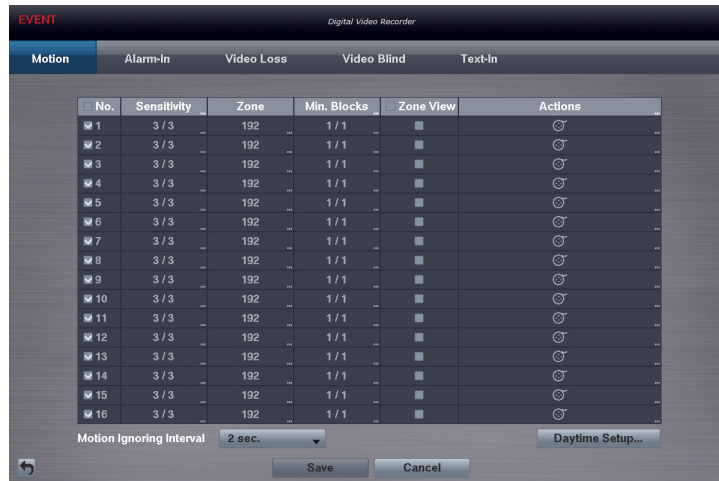 EVENT Digital Video Recorder
Motion Alarm-In Video Loss Video Blind Text-In
No. Sensitivity ... Zone Min. Blocks ... Zone View Actions ...
1 3 / 3 ... 192 ... 1 / 1 ... ...
2 3 / 3 ... 192 ... 1 / 1 ... ...
3 3 / 3 ... 192 ... 1 / 1 ... ...
4 3 / 3 ... 192 ... 1 / 1 ... ...
5 3 / 3 ... 192 ... 1 / 1 ... ...
6 3 / 3 ... 192 ... 1 / 1 ... ...
7 3 / 3 ... 192 ... 1 / 1 ... ...
8 3 / 3 ... 192 ... 1 / 1 ... ...
9 3 / 3 ... 192 ... 1 / 1 ... ...
10 3 / 3 ... 192 ... 1 / 1 ... ...
11 3 / 3 ... 192 ... 1 / 1 ... ...
12 3 / 3 ... 192 ... 1 / 1 ... ...
13 3 / 3 ... 192 ... 1 / 1 ... ...
14 3 / 3 ... 192 ... 1 / 1 ... ...
15 3 / 3 ... 192 ... 1 / 1 ... ...
16 3 / 3 ... 192 ... 1 / 1 ... ...
Motion Ignoring Interval 2 sec. Daytime Setup...
Save Cancel